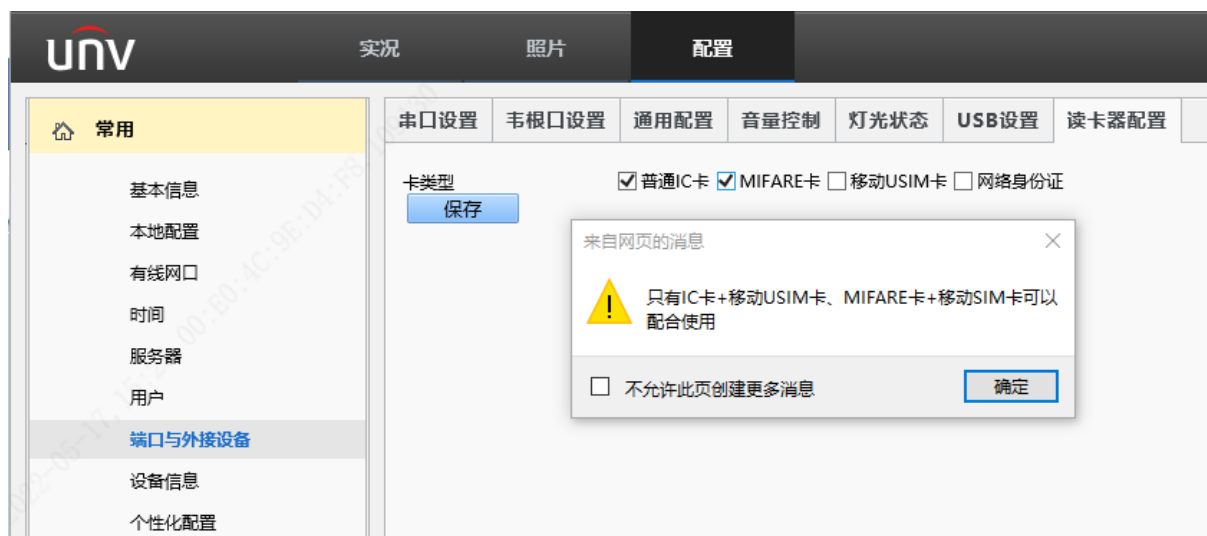 unv
实况 照片 配置
常用
串口设置 韦根口设置 通用配置 音量控制 灯光状态 USB设置 读卡器配置
基本信息
本地配置
有线网口
时间
服务器
用户
端口与外接设备
设备信息
个性化配置
卡类型 普通IC卡 MIFARE卡 移动USIM卡 网络身份证
保存
来自网页的消息
只有IC卡+移动USIM卡、MIFARE卡+移动SIM卡可以
配合使用
不允许此页创建更多消息 确定